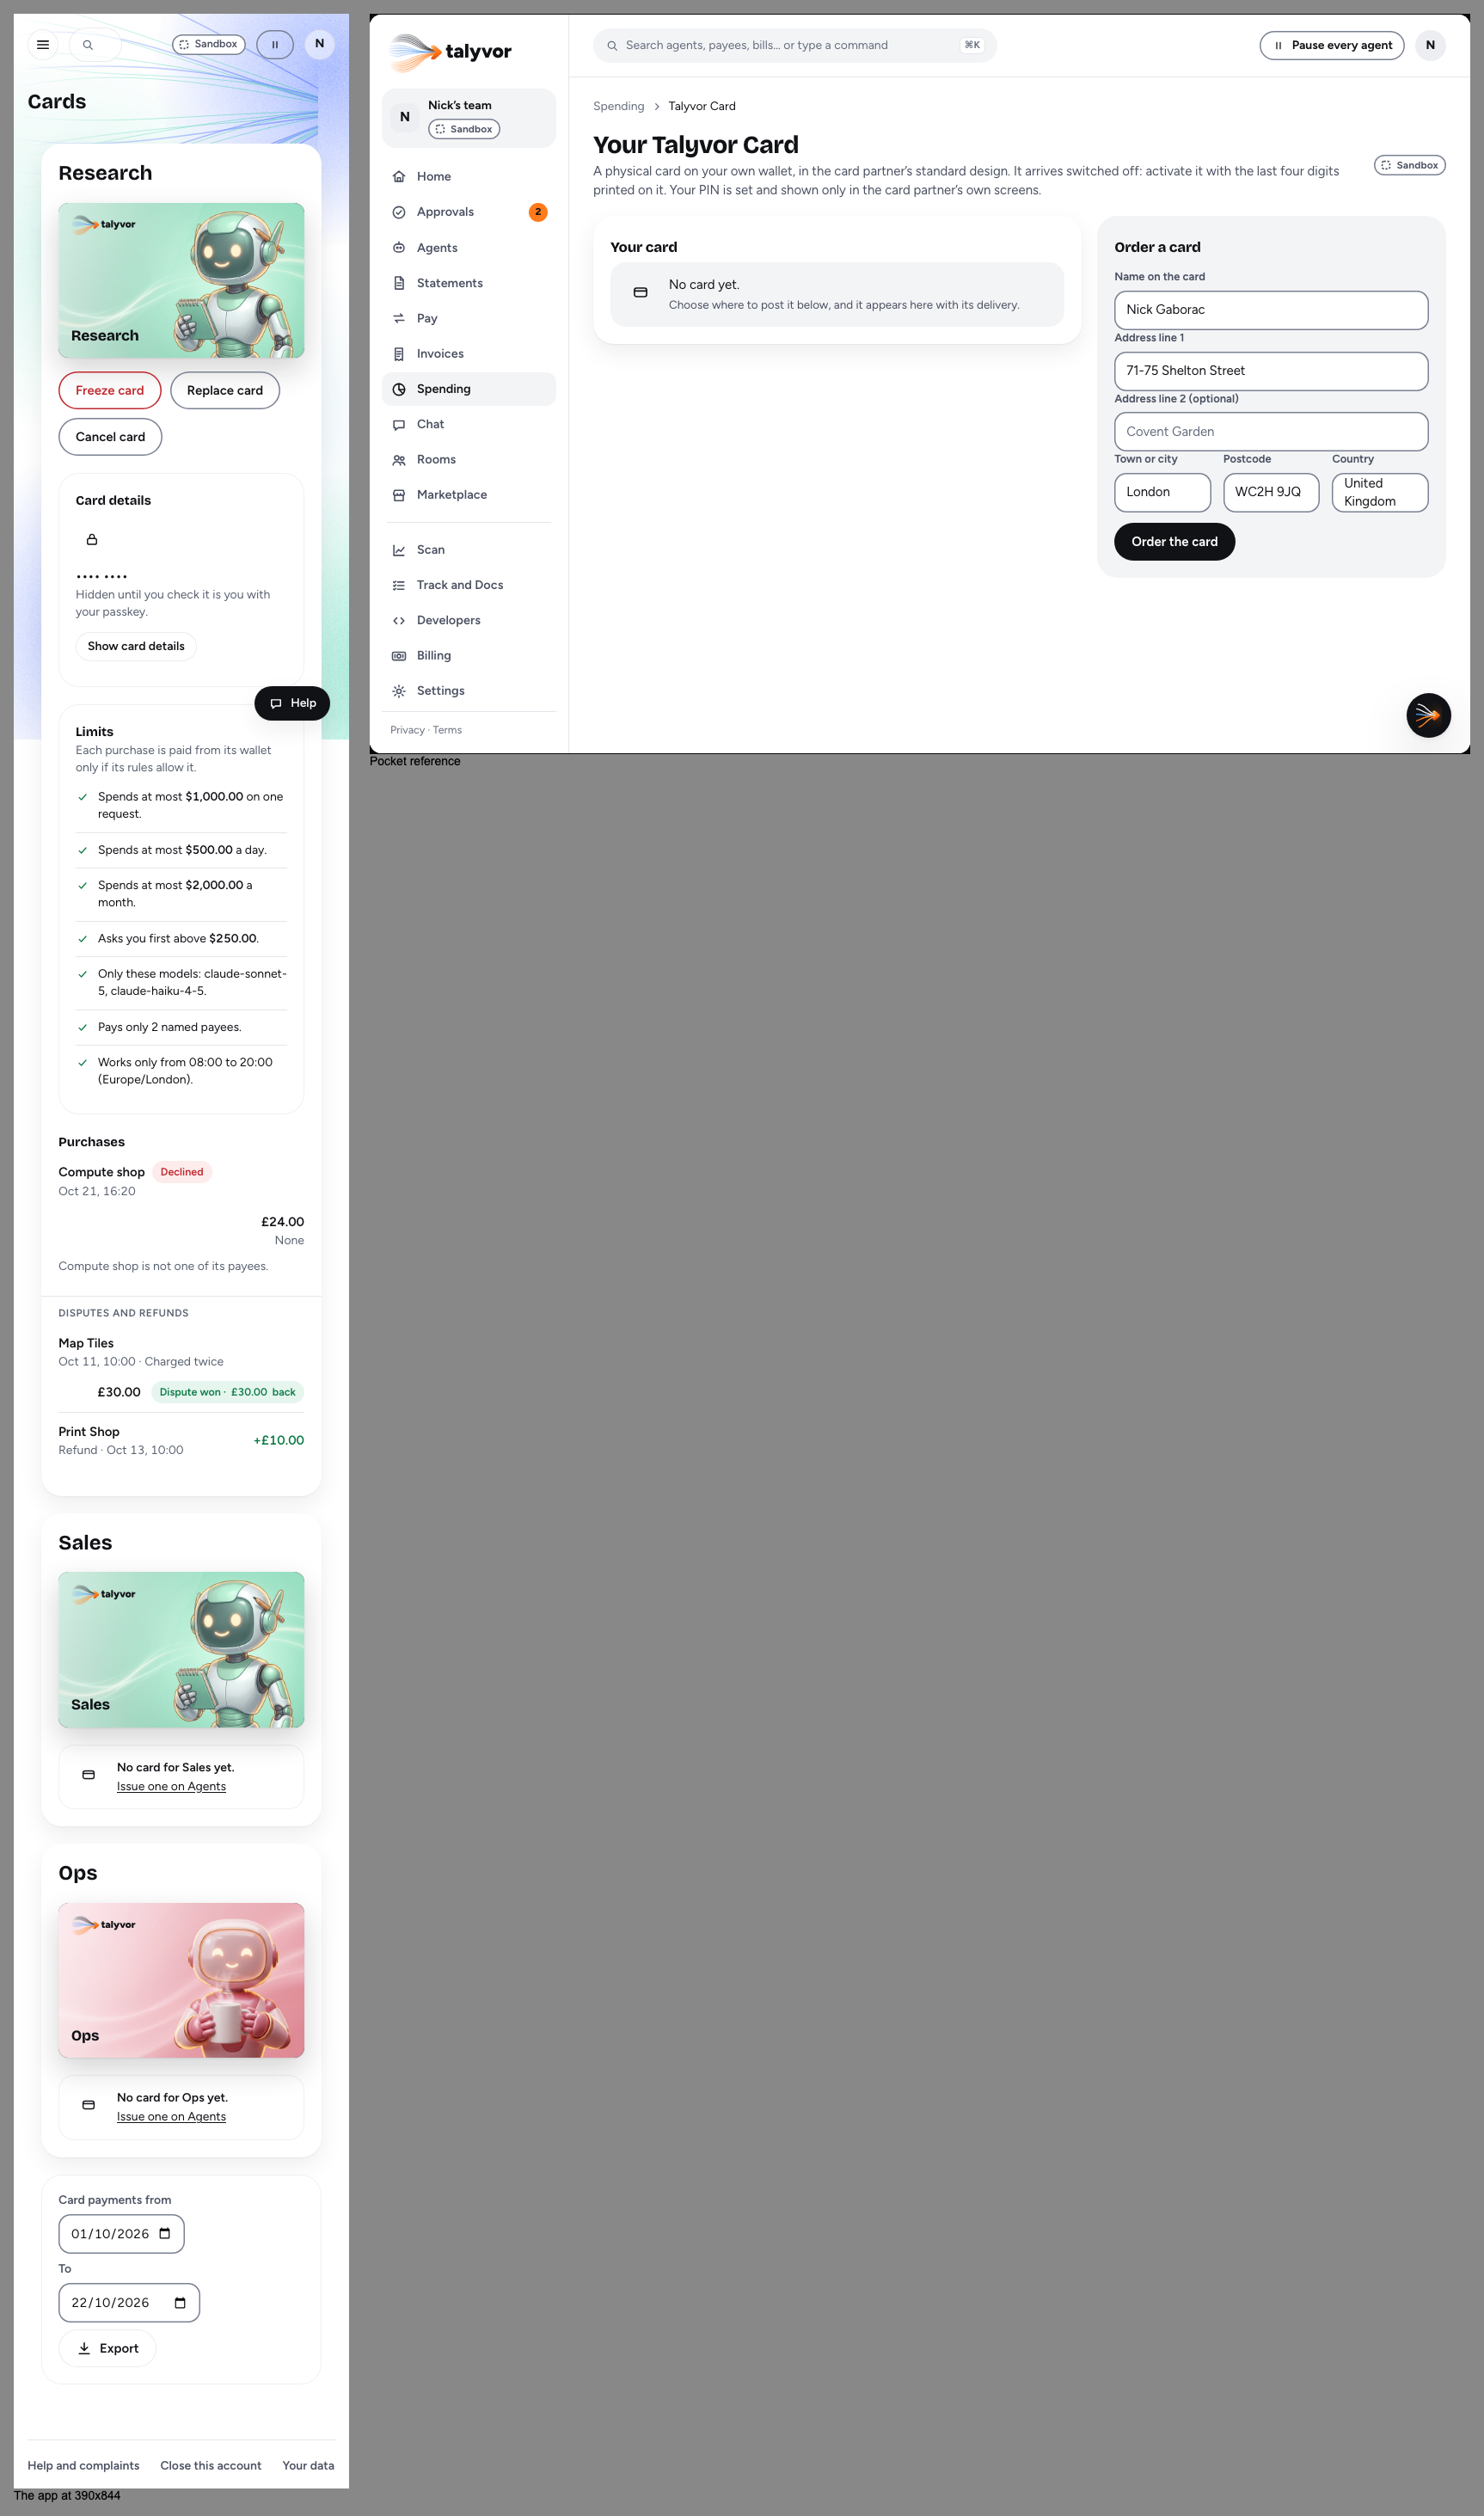 Sandbox
N
Cards
Research
talyvor
Research
Freeze card
Replace card
Cancel card
Card details
•••• ••••
Hidden until you check it is you with
your passkey.
Show card details
Help
Limits
Each purchase is paid from its wallet
only if its rules allow it.
Spends at most $1,000.00 on one
request.
Spends at most $500.00 a day.
Spends at most $2,000.00 a
month.
Asks you first above $250.00.
Only these models: claude-sonnet-
5, claude-haiku-4-5.
Pays only 2 named payees.
Works only from 08:00 to 20:00
(Europe/London).
Purchases
Compute shop Declined
Oct 21, 16:20
£24.00
None
Compute shop is not one of its payees.
DISPUTES AND REFUNDS
Map Tiles
Oct 11, 10:00 · Charged twice
£30.00 Dispute won · £30.00 back
Print Shop
Refund · Oct 13, 10:00
+£10.00
Sales
talyvor
Sales
No card for Sales yet.
Issue one on Agents
Ops
talyvor
Ops
No card for Ops yet.
Issue one on Agents
Card payments from
01/10/2026
To
22/10/2026
Export
Help and complaints Close this account Your data
The app at 390x844
talyvor
N
Nick’s team
Sandbox
Home
Approvals 2
Agents
Statements
Pay
Invoices
Spending
Chat
Rooms
Marketplace
Scan
Track and Docs
Developers
Billing
Settings
Privacy · Terms
Search agents, payees, bills... or type a command ⌘K
Pause every agent
N
Spending > Talyvor Card
Your Talyvor Card
A physical card on your own wallet, in the card partner’s standard design. It arrives switched off: activate it with the last four digits
printed on it. Your PIN is set and shown only in the card partner’s own screens.
Sandbox
Your card
No card yet.
Choose where to post it below, and it appears here with its delivery.
Order a card
Name on the card
Nick Gaborac
Address line 1
71-75 Shelton Street
Address line 2 (optional)
Covent Garden
Town or city Postcode Country
London WC2H 9JQ United
Kingdom
Order the card
Pocket reference